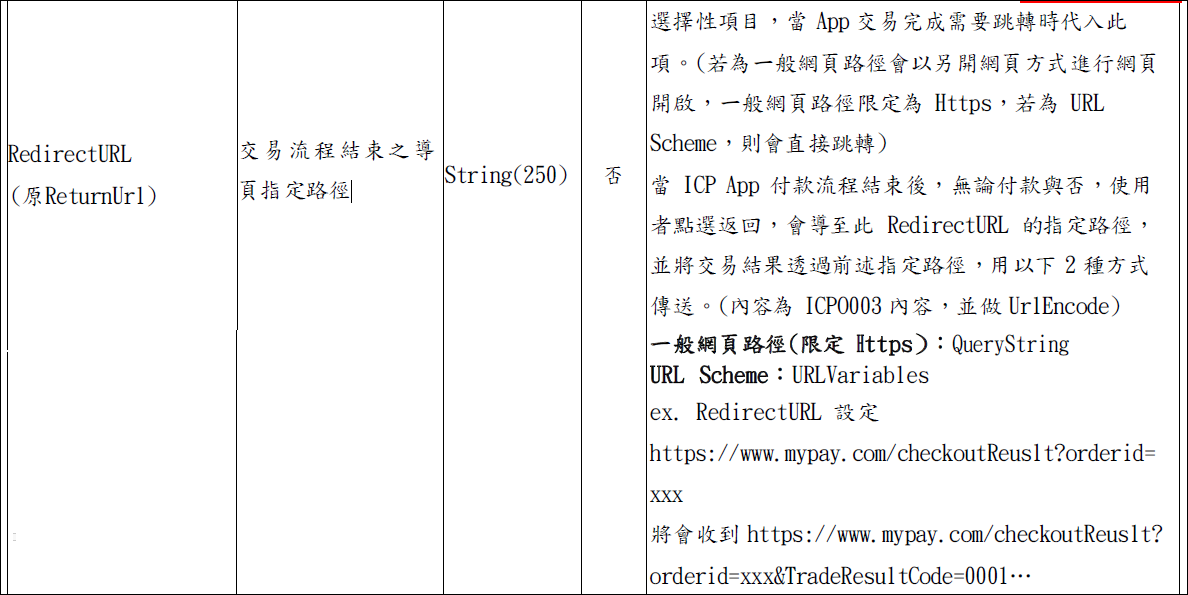 RedirectURL
(原ReturnUrl)
交易流程結束之導
頁指定路徑
String(250)
否
選擇性項目，當 App 交易完成需要跳轉時代入此
項。(若為一般網頁路徑會以另開網頁方式進行網頁
開啟，一般網頁路徑限定為 Https，若為 URL
Scheme，則會直接跳轉)
當 ICP App 付款流程結束後，無論付款與否，使用
者點選返回，會導至此 RedirectURL 的指定路徑，
並將交易結果透過前述指定路徑，用以下 2 種方式
傳送。(內容為 ICPO003 內容，並做 UrlEncode)
一般網頁路徑(限定 Https)：QueryString
URL Scheme：URLVariables
ex. RedirectURL 設定
https://www.mypay.com/checkoutReuslt?orderid=
xxx
將會收到 https://www.mypay.com/checkoutReuslt?
orderid=xxx&TradeResultCode=0001…